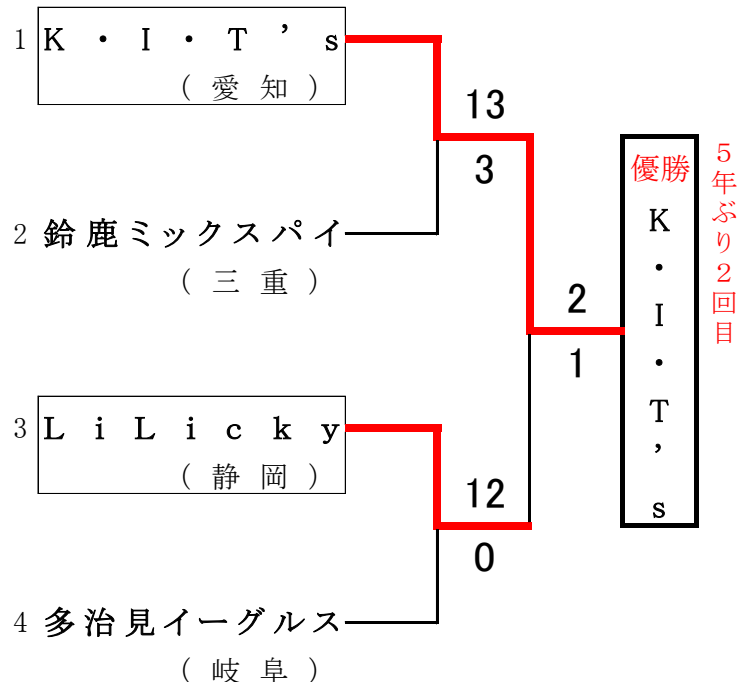 1 K・I・T’s
(愛知)
2 鈴鹿ミックスパイ
(三重)
3 LiLicky
(静岡)
4 多治見イーグルス
(岐阜)
13
3
12
0
2
1
優勝
K・I・T’s
5年ぶり2回目